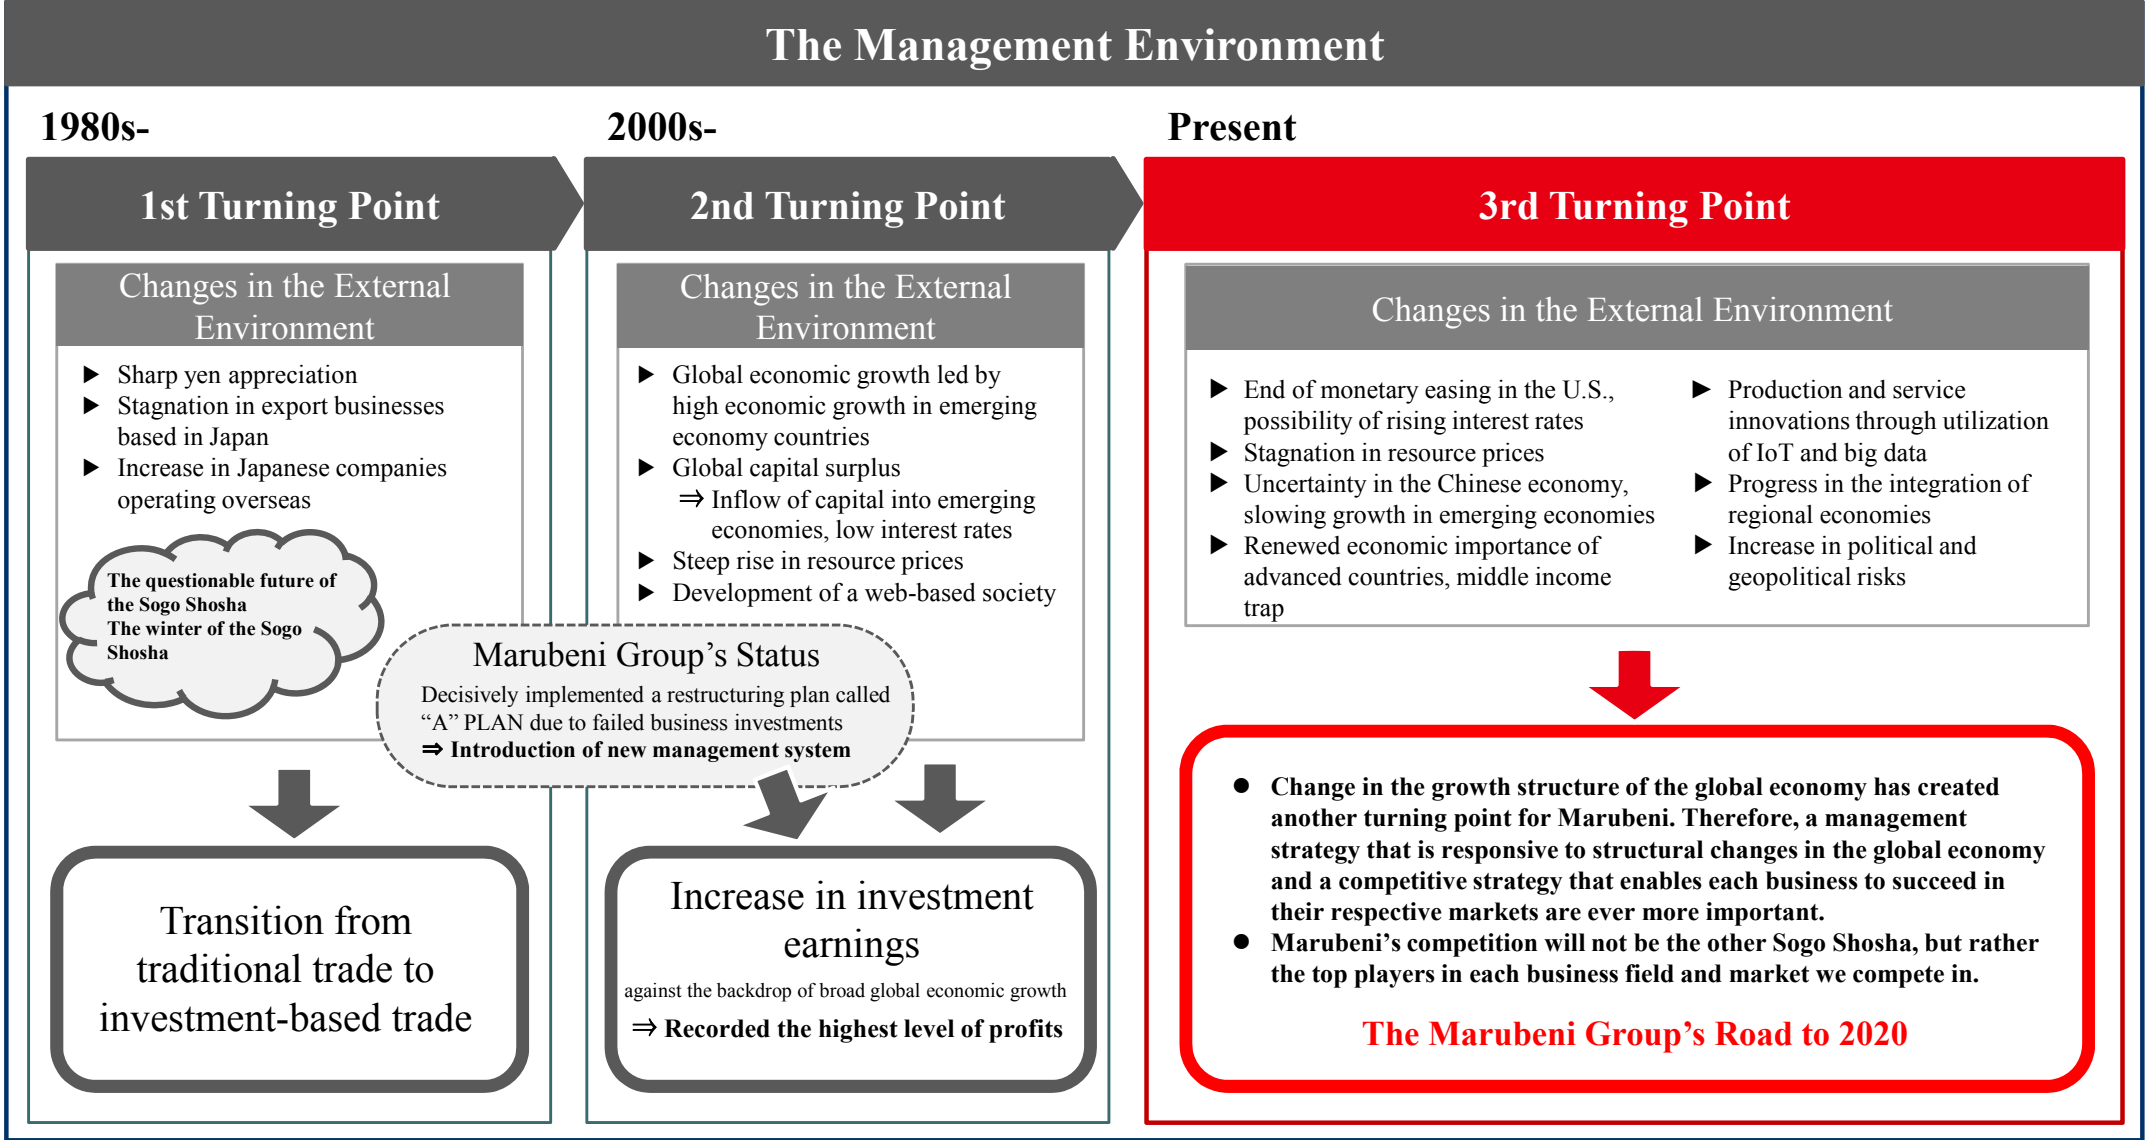 The Management Environment
1980s-
1st Turning Point
Changes in the External
Environment
▶ Sharp yen appreciation
▶ Stagnation in export businesses
based in Japan
▶ Increase in Japanese companies
operating overseas
The questionable future of
the Sogo Shosha
The winter of the Sogo
Shosha
Transition from
traditional trade to
investment-based trade
2000s-
2nd Turning Point
Changes in the External
Environment
▶ Global economic growth led by
high economic growth in emerging
economy countries
▶ Global capital surplus
⇒ Inflow of capital into emerging
economies, low interest rates
▶ Steep rise in resource prices
▶ Development of a web-based society
Marubeni Group’s Status
Decisively implemented a restructuring plan called
“A” PLAN due to failed business investments
⇒ Introduction of new management system
Increase in investment
earnings
against the backdrop of broad global economic growth
⇒ Recorded the highest level of profits
Present
3rd Turning Point
Changes in the External Environment
▶ End of monetary easing in the U.S.,
possibility of rising interest rates
▶ Stagnation in resource prices
▶ Uncertainty in the Chinese economy,
slowing growth in emerging economies
▶ Renewed economic importance of
advanced countries, middle income
trap
▶ Production and service
innovations through utilization
of IoT and big data
▶ Progress in the integration of
regional economies
▶ Increase in political and
geopolitical risks
● Change in the growth structure of the global economy has created
another turning point for Marubeni. Therefore, a management
strategy that is responsive to structural changes in the global economy
and a competitive strategy that enables each business to succeed in
their respective markets are ever more important.
● Marubeni’s competition will not be the other Sogo Shosha, but rather
the top players in each business field and market we compete in.
The Marubeni Group’s Road to 2020